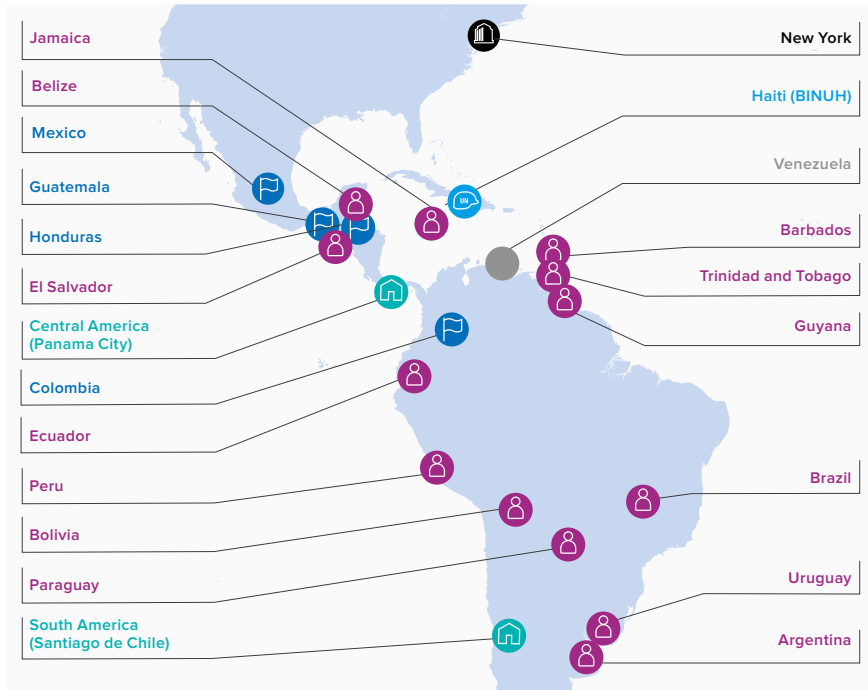 Jamaica
Belize
Mexico
Guatemala
Honduras
El Salvador
Central America
(Panama City)
Colombia
Ecuador
Peru
Bolivia
Paraguay
South America
(Santiago de Chile)
New York
Haiti (BINUH)
UN
Venezuela
Barbados
Trinidad and Tobago
Guyana
Brazil
Uruguay
Argentina